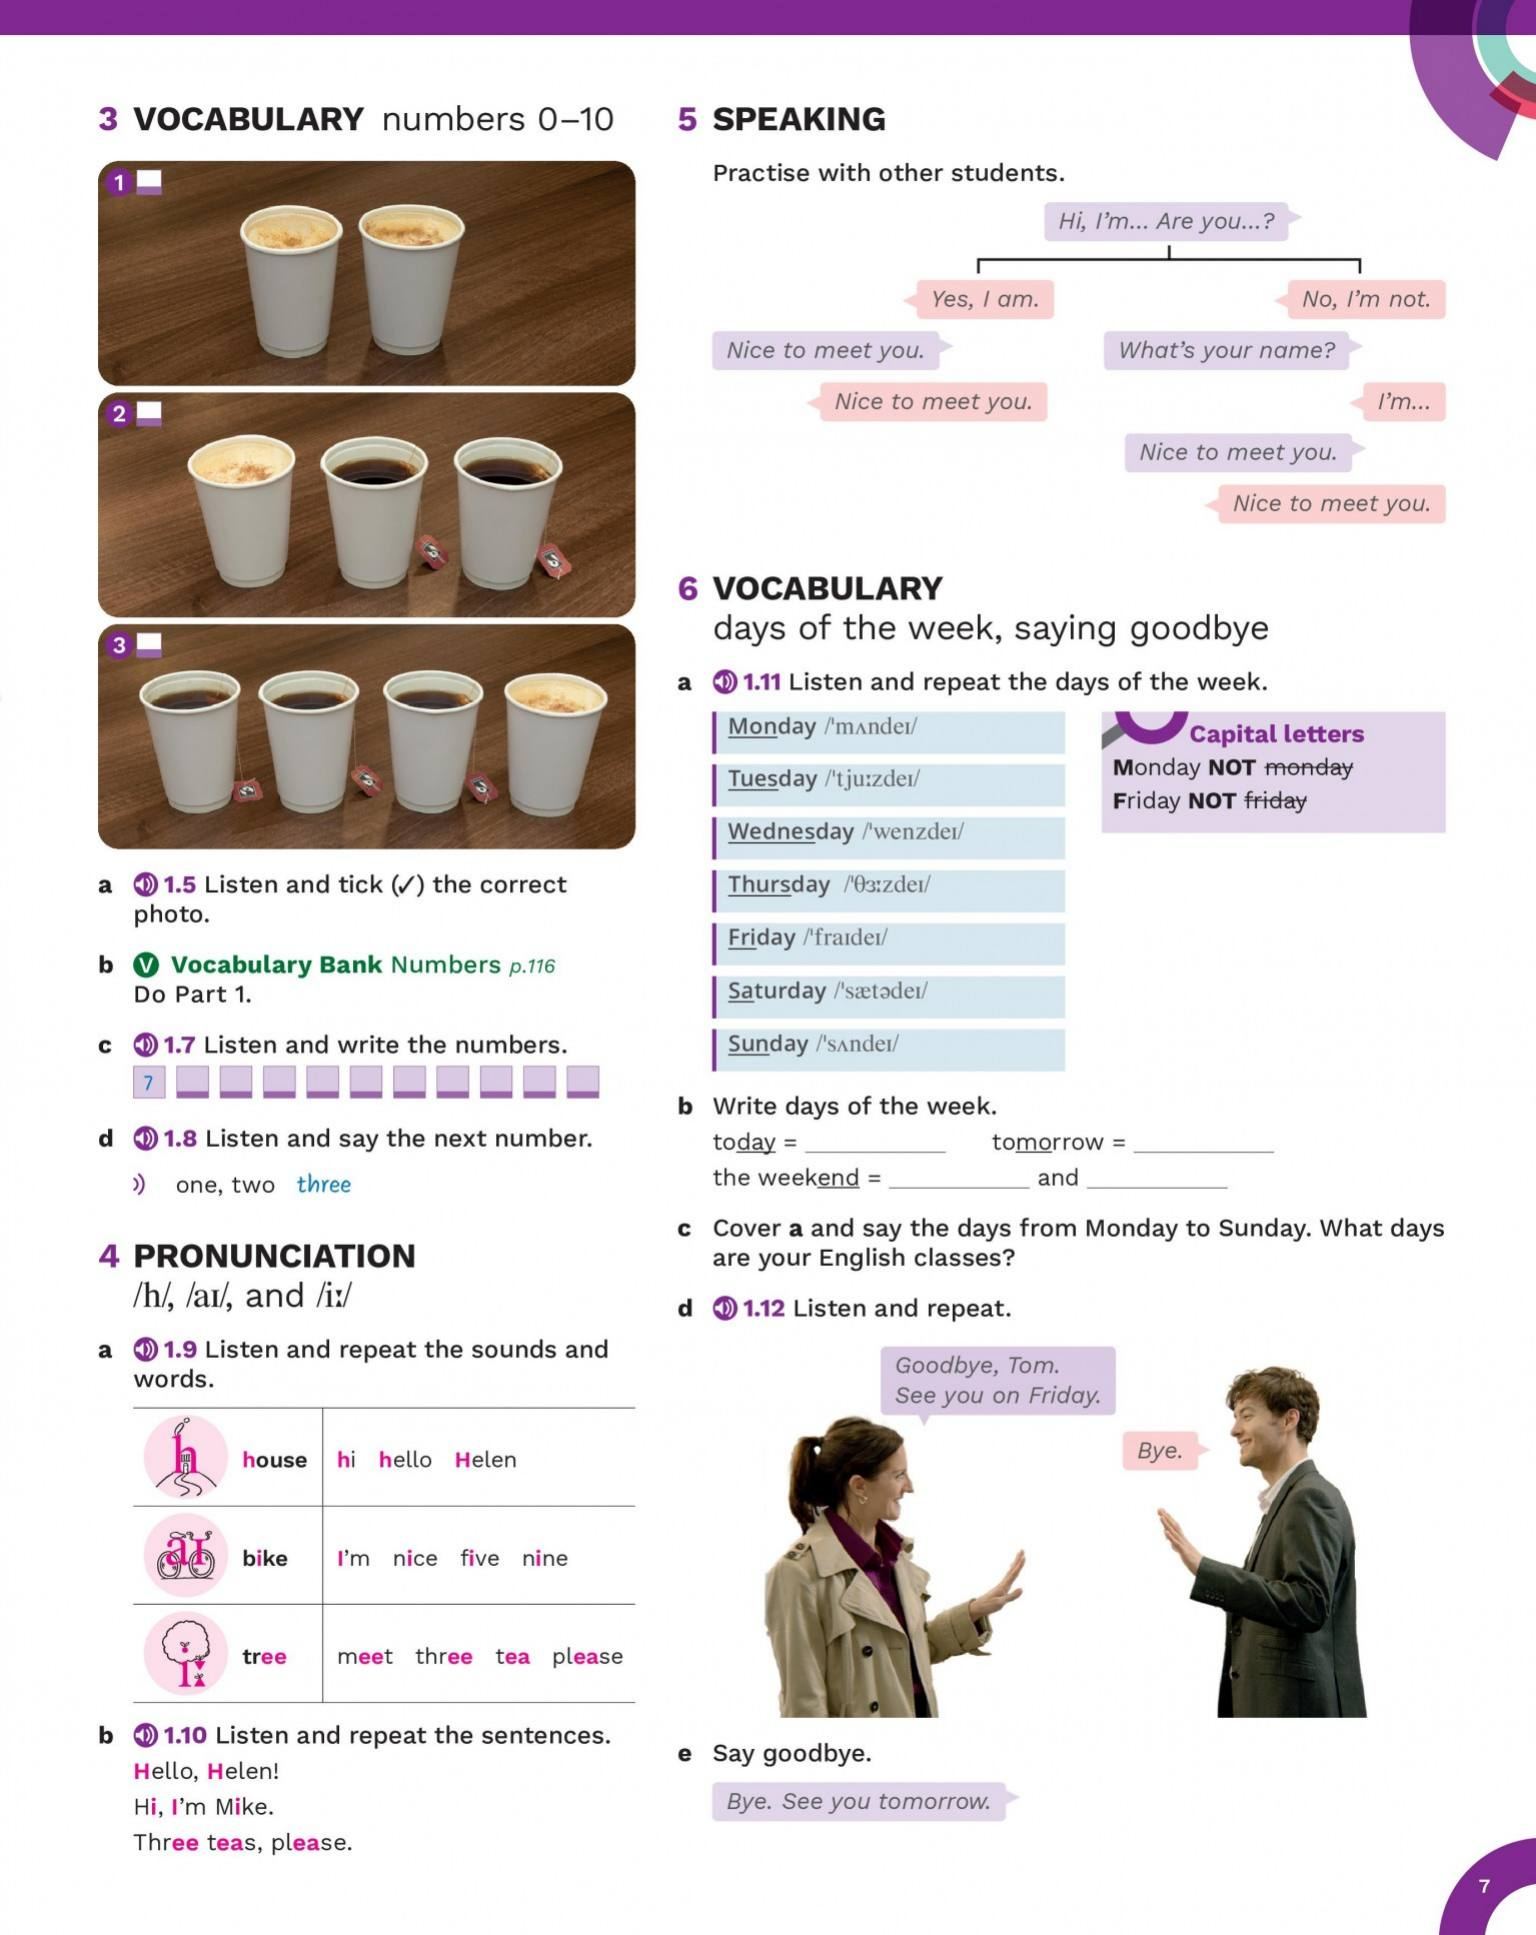 3 VOCABULARY numbers 0–10
1
2
3
a 1.5 Listen and tick (✓) the correct
photo.
b V Vocabulary Bank Numbers p.116
Do Part 1.
c 1.7 Listen and write the numbers.
7
d 1.8 Listen and say the next number.
one, two three
4 PRONUNCIATION
/h/, /aɪ/, and /iː/
a 1.9 Listen and repeat the sounds and
words.
h house hi hello Helen
aɪ bike I'm nice five nine
iː tree meet three tea please
b 1.10 Listen and repeat the sentences.
Hello, Helen!
Hi, I'm Mike.
Three teas, please.
5 SPEAKING
Practise with other students.
Hi, I'm... Are you...?
Yes, I am. No, I'm not.
Nice to meet you. What's your name?
Nice to meet you. I'm...
Nice to meet you.
Nice to meet you.
6 VOCABULARY
days of the week, saying goodbye
a 1.11 Listen and repeat the days of the week.
Monday /ˈmʌndeɪ/
Tuesday /ˈtjuːzdeɪ/
Wednesday /ˈwenzdeɪ/
Thursday /ˈθɜːzdeɪ/
Friday /ˈfraɪdeɪ/
Saturday /ˈsætədeɪ/
Sunday /ˈsʌndeɪ/
Capital letters
Monday NOT monday
Friday NOT friday
b Write days of the week.
today = __________ tomorrow = __________
the weekend = __________ and __________
c Cover a and say the days from Monday to Sunday. What days
are your English classes?
d 1.12 Listen and repeat.
Goodbye, Tom.
See you on Friday.
Bye.
e Say goodbye.
Bye. See you tomorrow.
7